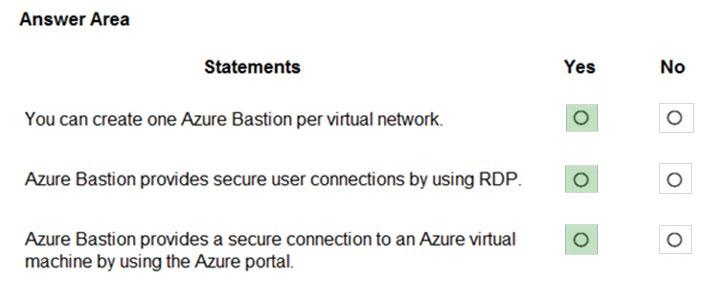 Answer Area
Statements Yes No
You can create one Azure Bastion per virtual network.
Azure Bastion provides secure user connections by using RDP.
Azure Bastion provides a secure connection to an Azure virtual
machine by using the Azure portal.